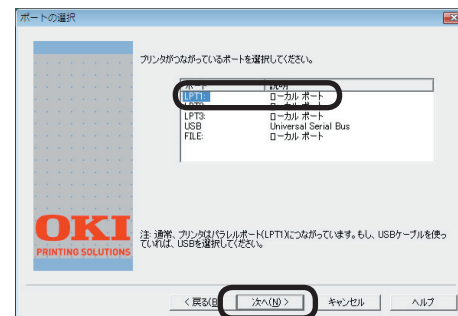 ポートの選択
プリンタがつながっているポートを選択してください。
ポート 説明
LPT1: ローカル ポート
LPT2: ローカル ポート
LPT3: ローカル ポート
USB Universal Serial Bus
FILE: ローカル ポート
OKI
PRINTING SOLUTIONS
注: 通常、プリンタはパラレルポート(LPT1)につながっています。もし、USBケーブルを使っ
ていれば、USBを選択してください。
< 戻る(B 次へ(N) > キャンセル ヘルプ